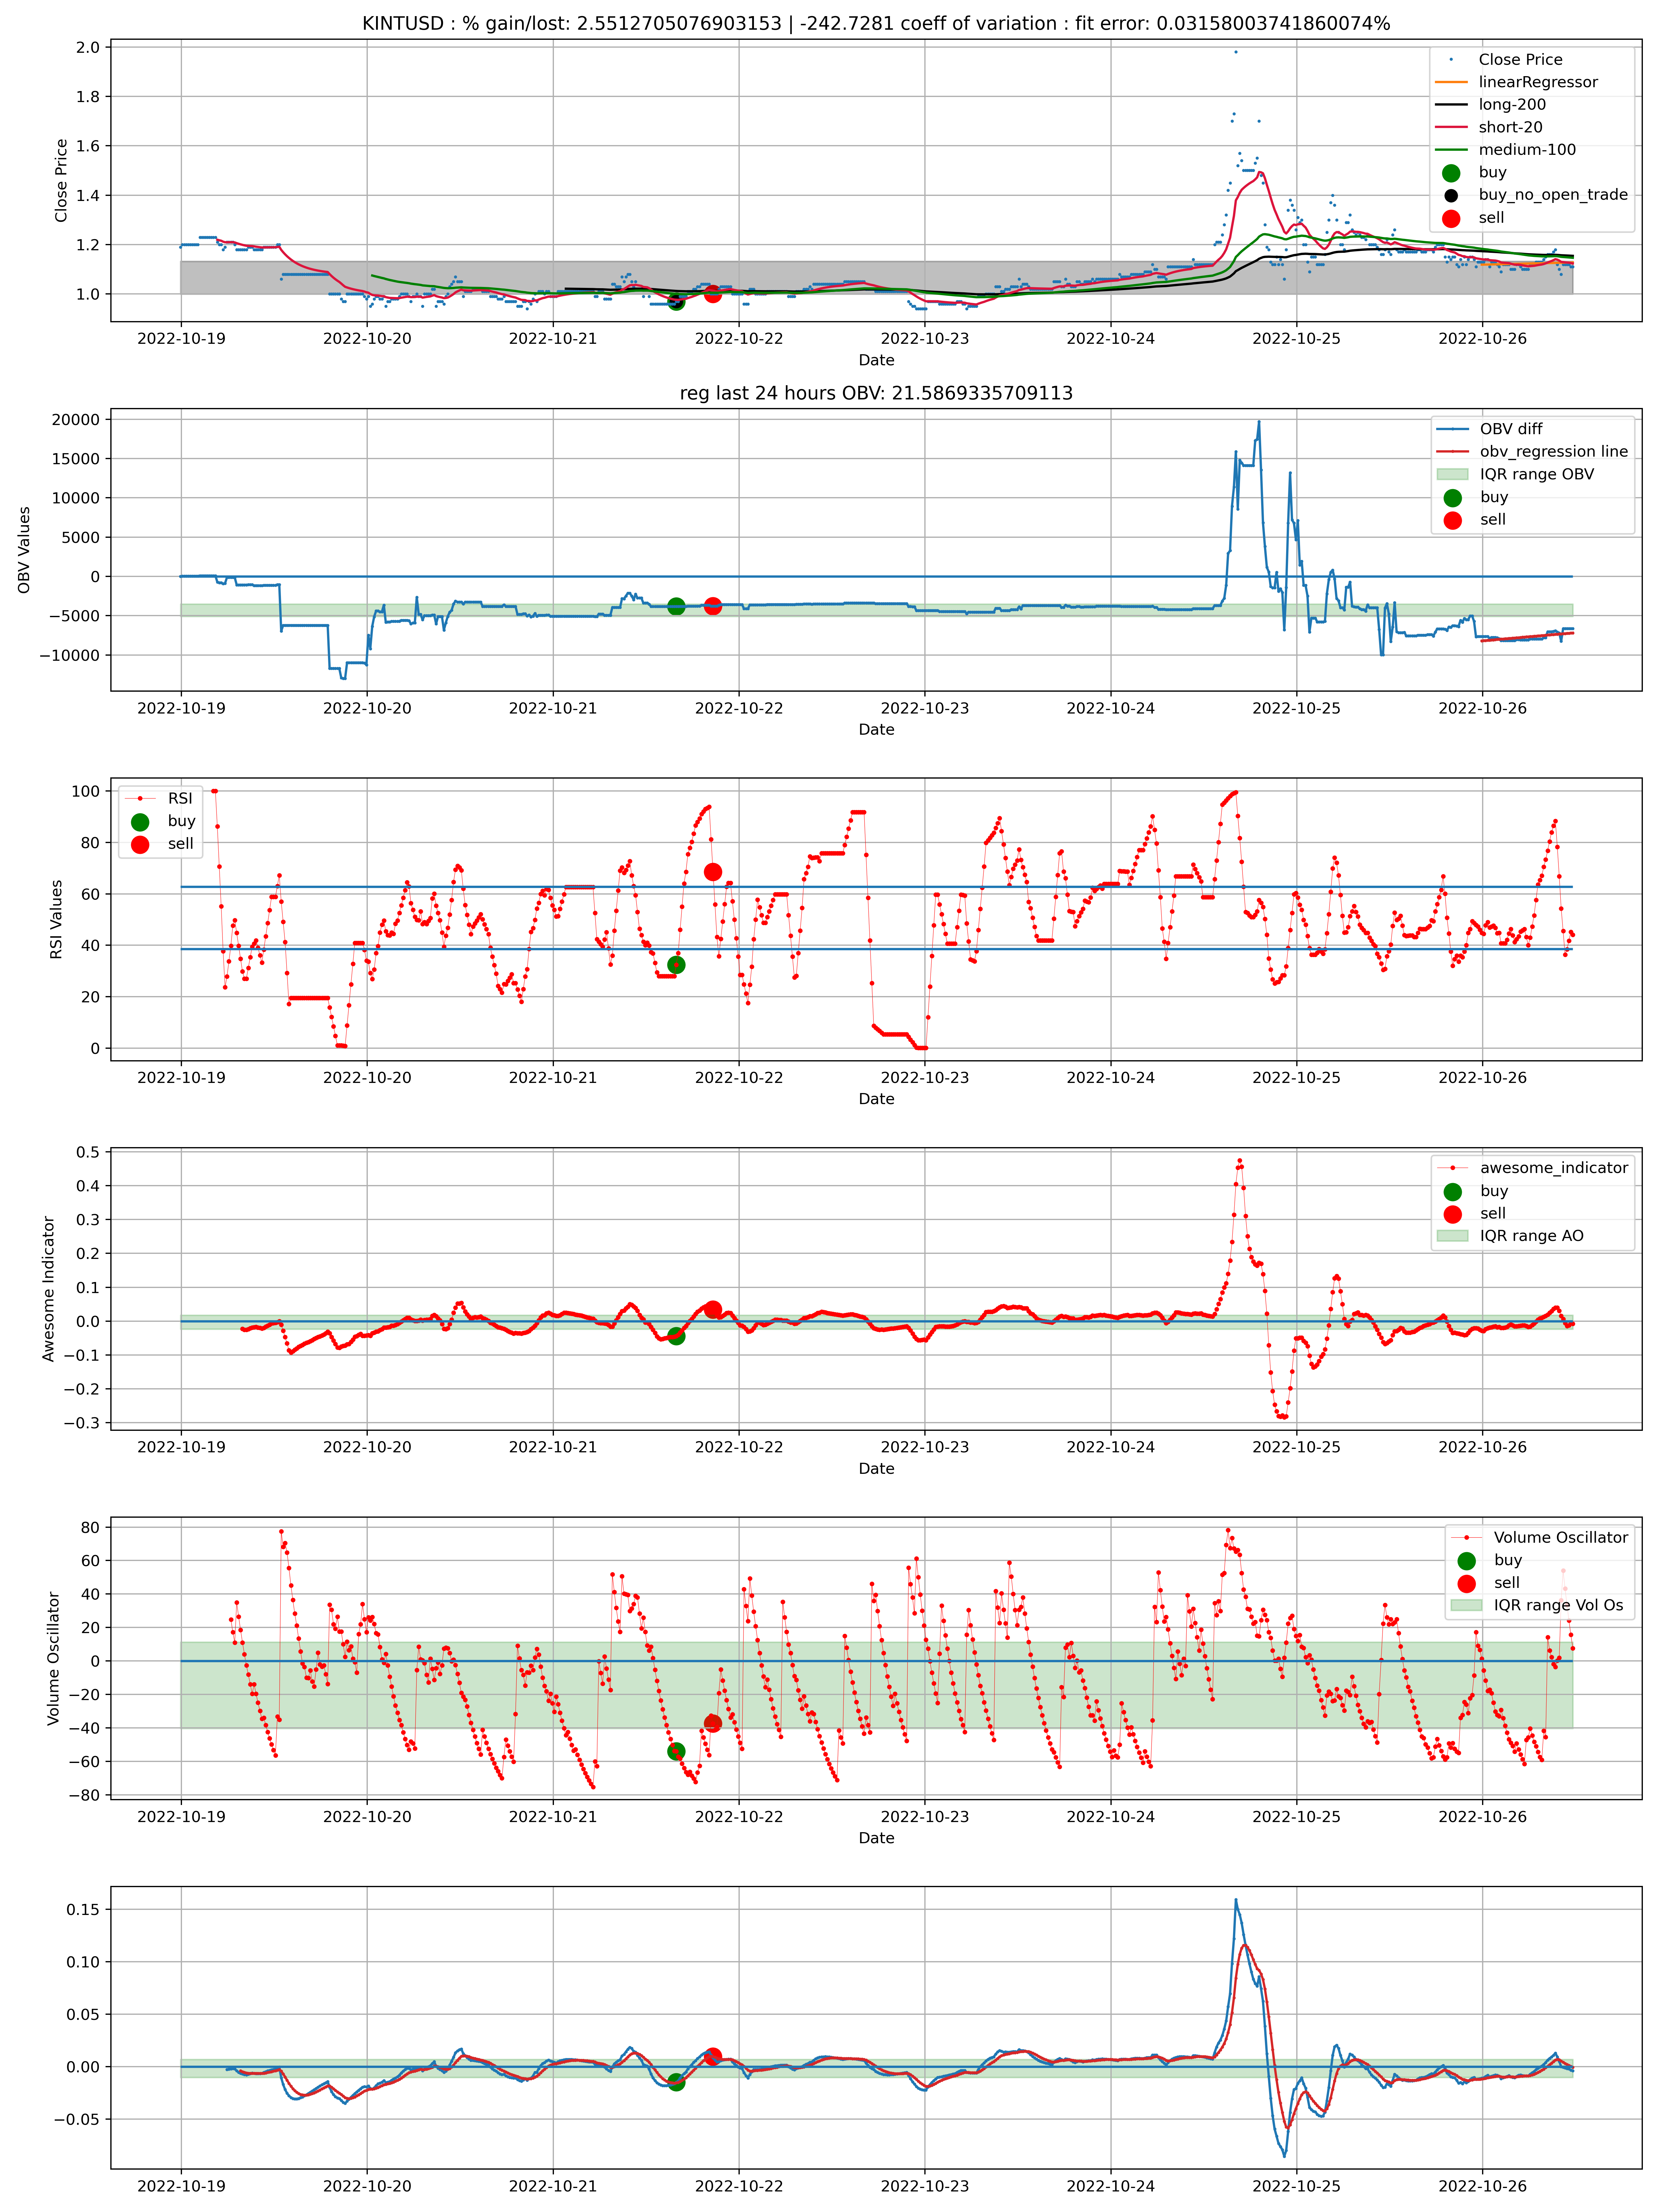 KINTUSD : % gain/lost: 2.5512705076903153 | -242.7281 coeff of variation : fit error: 0.03158003741860074%
2.0
1.8
1.6
1.4
1.2
1.0
Close Price
Close Price
linearRegressor
long-200
short-20
medium-100
buy
buy_no_open_trade
sell
2022-10-19 2022-10-20 2022-10-21 2022-10-22 2022-10-23 2022-10-24 2022-10-25 2022-10-26
Date
reg last 24 hours OBV: 21.5869335709113
20000
15000
10000
5000
0
−5000
−10000
OBV Values
OBV diff
obv_regression line
IQR range OBV
buy
sell
2022-10-19 2022-10-20 2022-10-21 2022-10-22 2022-10-23 2022-10-24 2022-10-25 2022-10-26
Date
100
80
60
40
20
0
RSI Values
RSI
buy
sell
2022-10-19 2022-10-20 2022-10-21 2022-10-22 2022-10-23 2022-10-24 2022-10-25 2022-10-26
Date
0.5
0.4
0.3
0.2
0.1
0.0
−0.1
−0.2
−0.3
Awesome Indicator
awesome_indicator
buy
sell
IQR range AO
2022-10-19 2022-10-20 2022-10-21 2022-10-22 2022-10-23 2022-10-24 2022-10-25 2022-10-26
Date
80
60
40
20
0
−20
−40
−60
−80
Volume Oscillator
Volume Oscillator
buy
sell
IQR range Vol Os
2022-10-19 2022-10-20 2022-10-21 2022-10-22 2022-10-23 2022-10-24 2022-10-25 2022-10-26
Date
0.15
0.10
0.05
0.00
−0.05
2022-10-19 2022-10-20 2022-10-21 2022-10-22 2022-10-23 2022-10-24 2022-10-25 2022-10-26